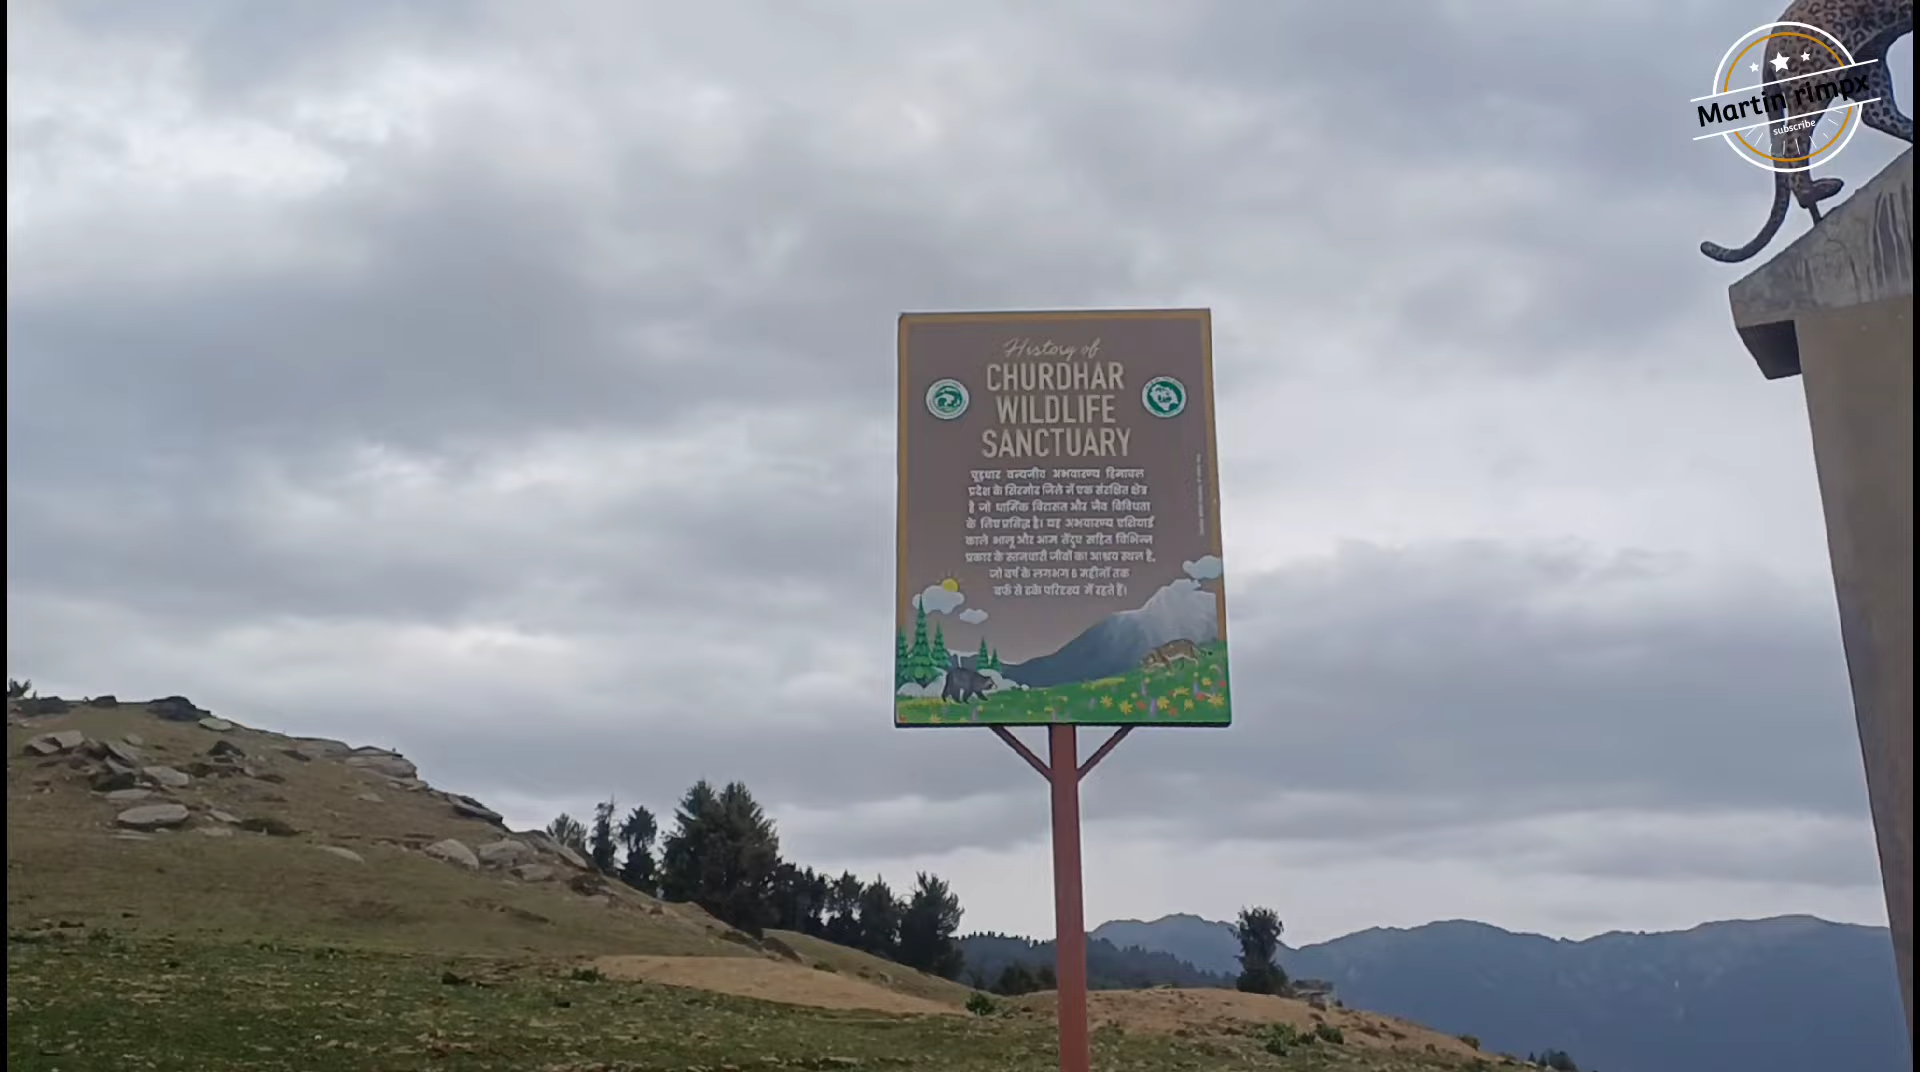 History of
CHURDHAR
WILDLIFE
SANCTUARY
चूड़धार वन्यजीव अभयारण्य हिमाचल
प्रदेश के सिरमौर जिले में एक संरक्षित क्षेत्र
है जो धार्मिक विरासत और जैव विविधता
के लिए प्रसिद्ध है। यह अभयारण्य एशियाई
काले भालू और आम तेंदुए सहित विभिन्न
प्रकार के स्तनधारी जीवों का आश्रय स्थल है,
जो वर्ष के लगभग 6 महीनों तक
बर्फ से ढके परिदृश्य में रहते हैं।
Martin rimpx
subscribe